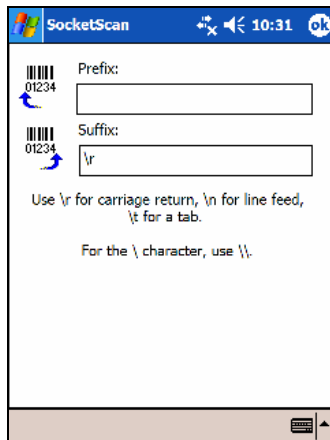 SocketScan 10:31 ok
Prefix:
01234
Suffix:
01234
\r
Use \r for carriage return, \n for line feed,
\t for a tab.
For the \ character, use \\.